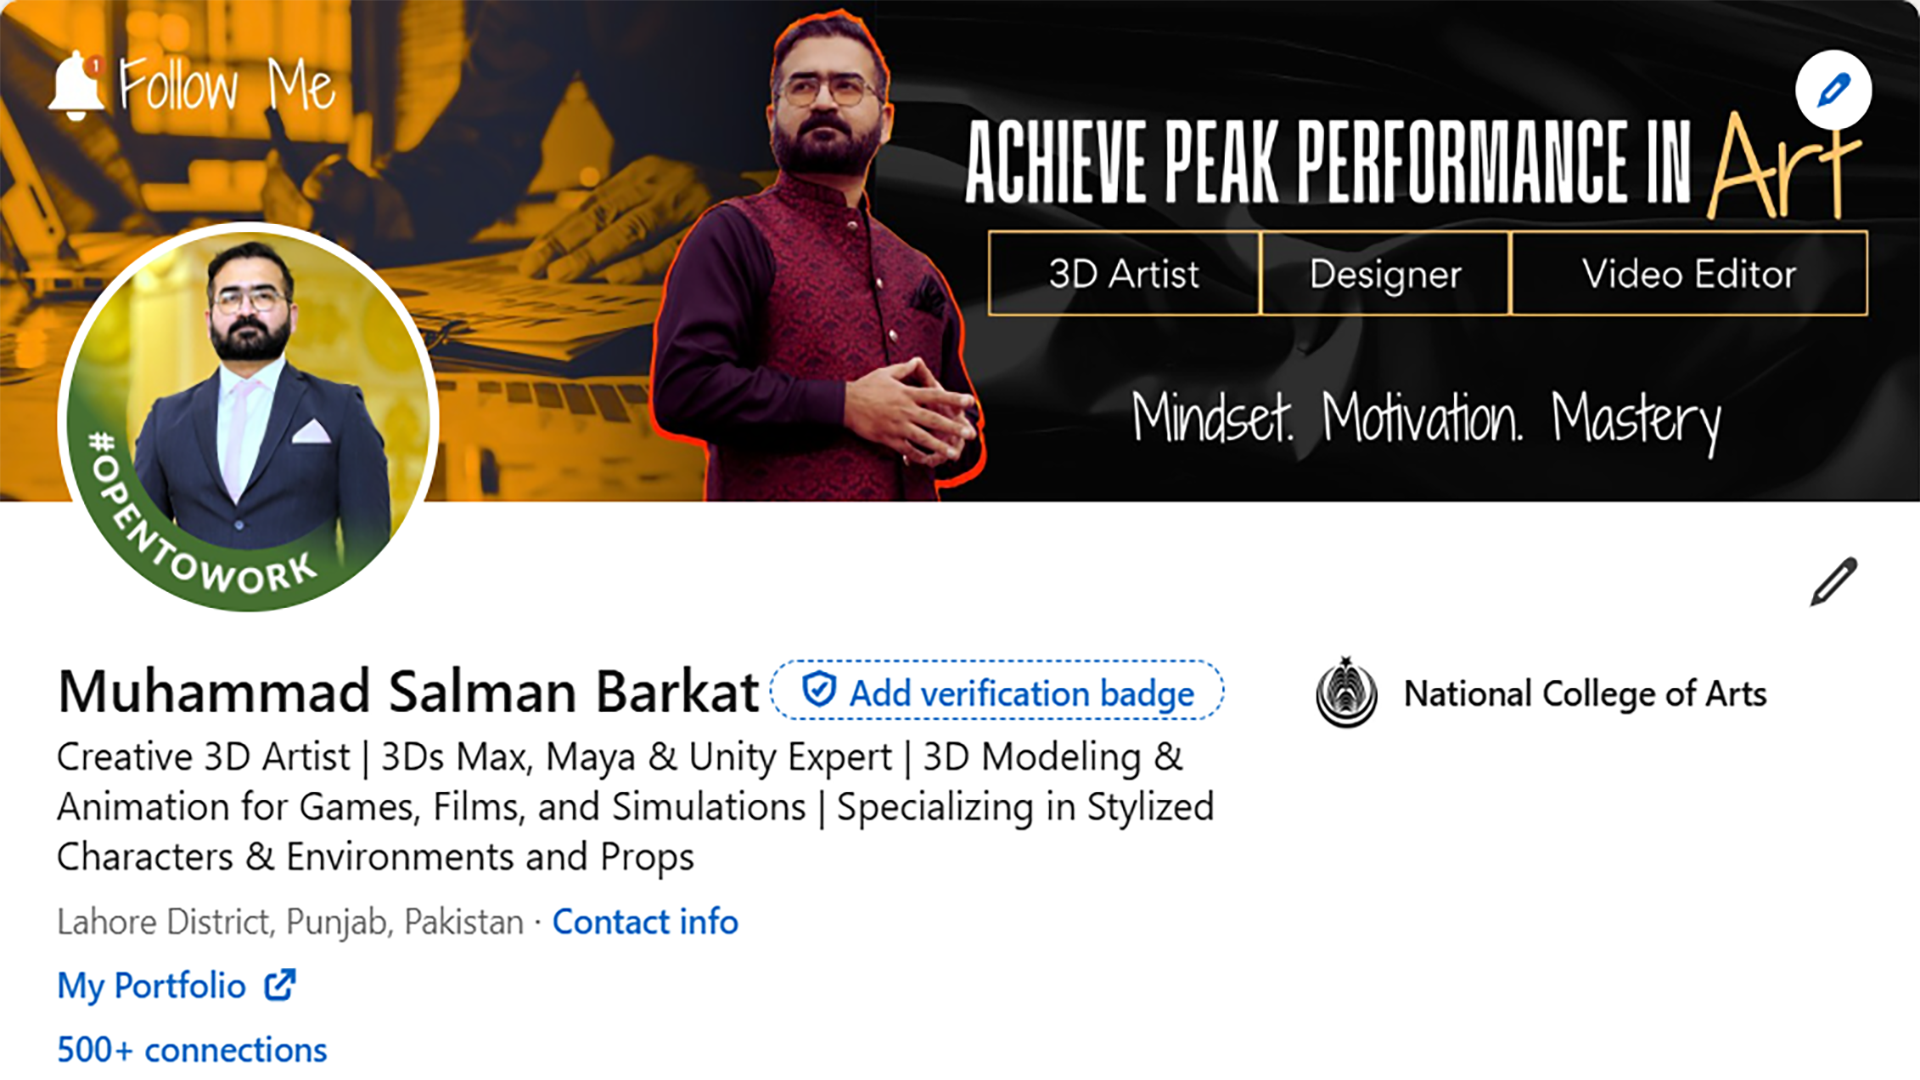 1
Follow Me
ACHIEVE PEAK PERFORMANCE IN Art
3D Artist
Designer
Video Editor
Mindset. Motivation. Mastery
#OPENTOWORK
Muhammad Salman Barkat
Add verification badge
National College of Arts
Creative 3D Artist | 3Ds Max, Maya & Unity Expert | 3D Modeling &
Animation for Games, Films, and Simulations | Specializing in Stylized
Characters & Environments and Props
Lahore District, Punjab, Pakistan · Contact info
My Portfolio
500+ connections